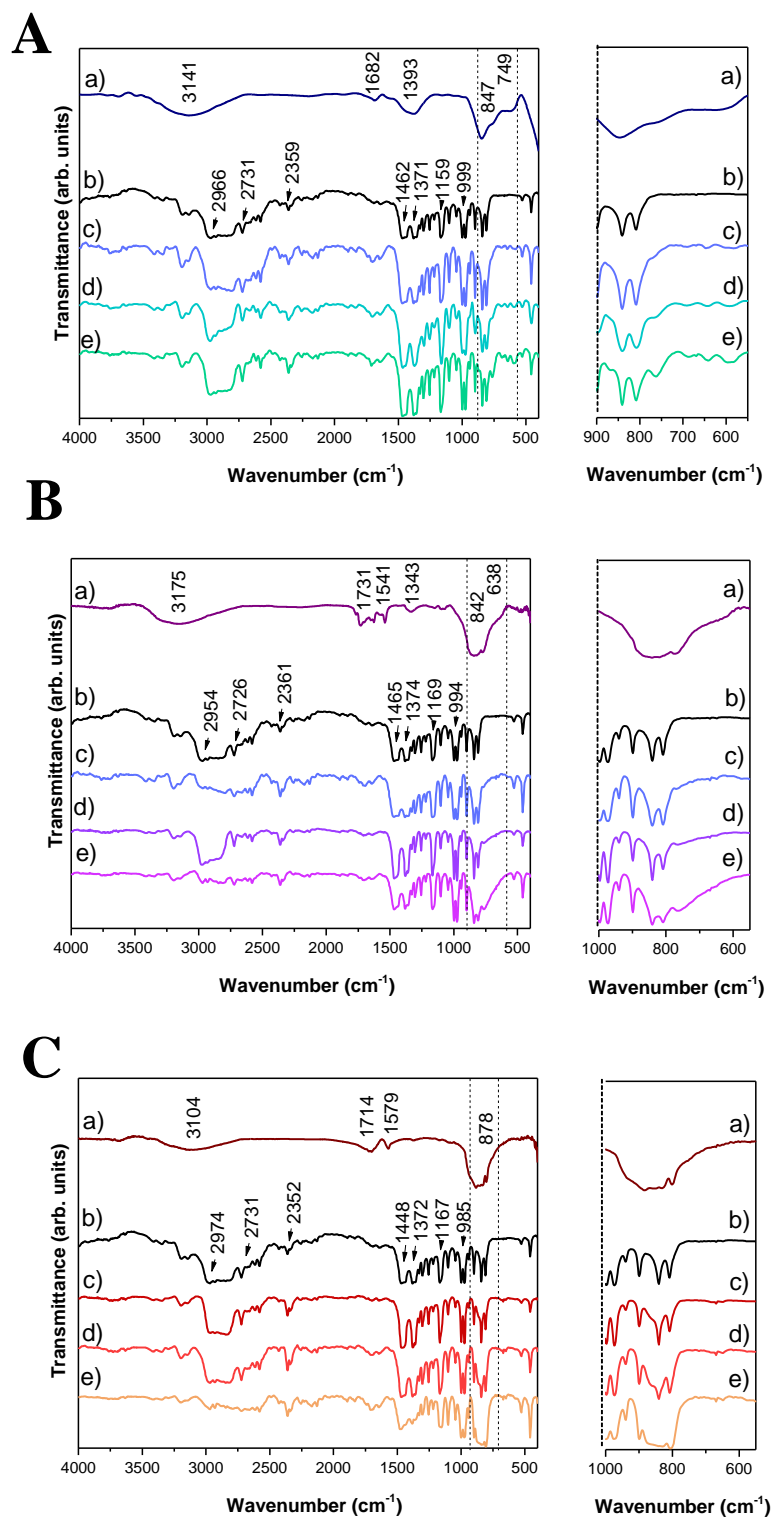 A
a)
3141
1682
1393
847
749
b)
2966
2731
2359
1462
1371
1159
999
c)
d)
e)
Transmittance (arb. units)
4000 3500 3000 2500 2000 1500 1000 500
Wavenumber (cm-1)
a)
b)
c)
d)
e)
900 800 700 600
Wavenumber (cm-1)
B
a)
3175
1731
1541
1343
842
638
b)
2954
2726
2361
1465
1374
1169
994
c)
d)
e)
Transmittance (arb. units)
4000 3500 3000 2500 2000 1500 1000 500
Wavenumber (cm-1)
a)
b)
c)
d)
e)
1000 800 600
Wavenumber (cm-1)
C
a)
3104
1714
1579
878
b)
2974
2731
2352
1448
1372
1167
985
c)
d)
e)
Transmittance (arb. units)
4000 3500 3000 2500 2000 1500 1000 500
Wavenumber (cm-1)
a)
b)
c)
d)
e)
1000 800 600
Wavenumber (cm-1)